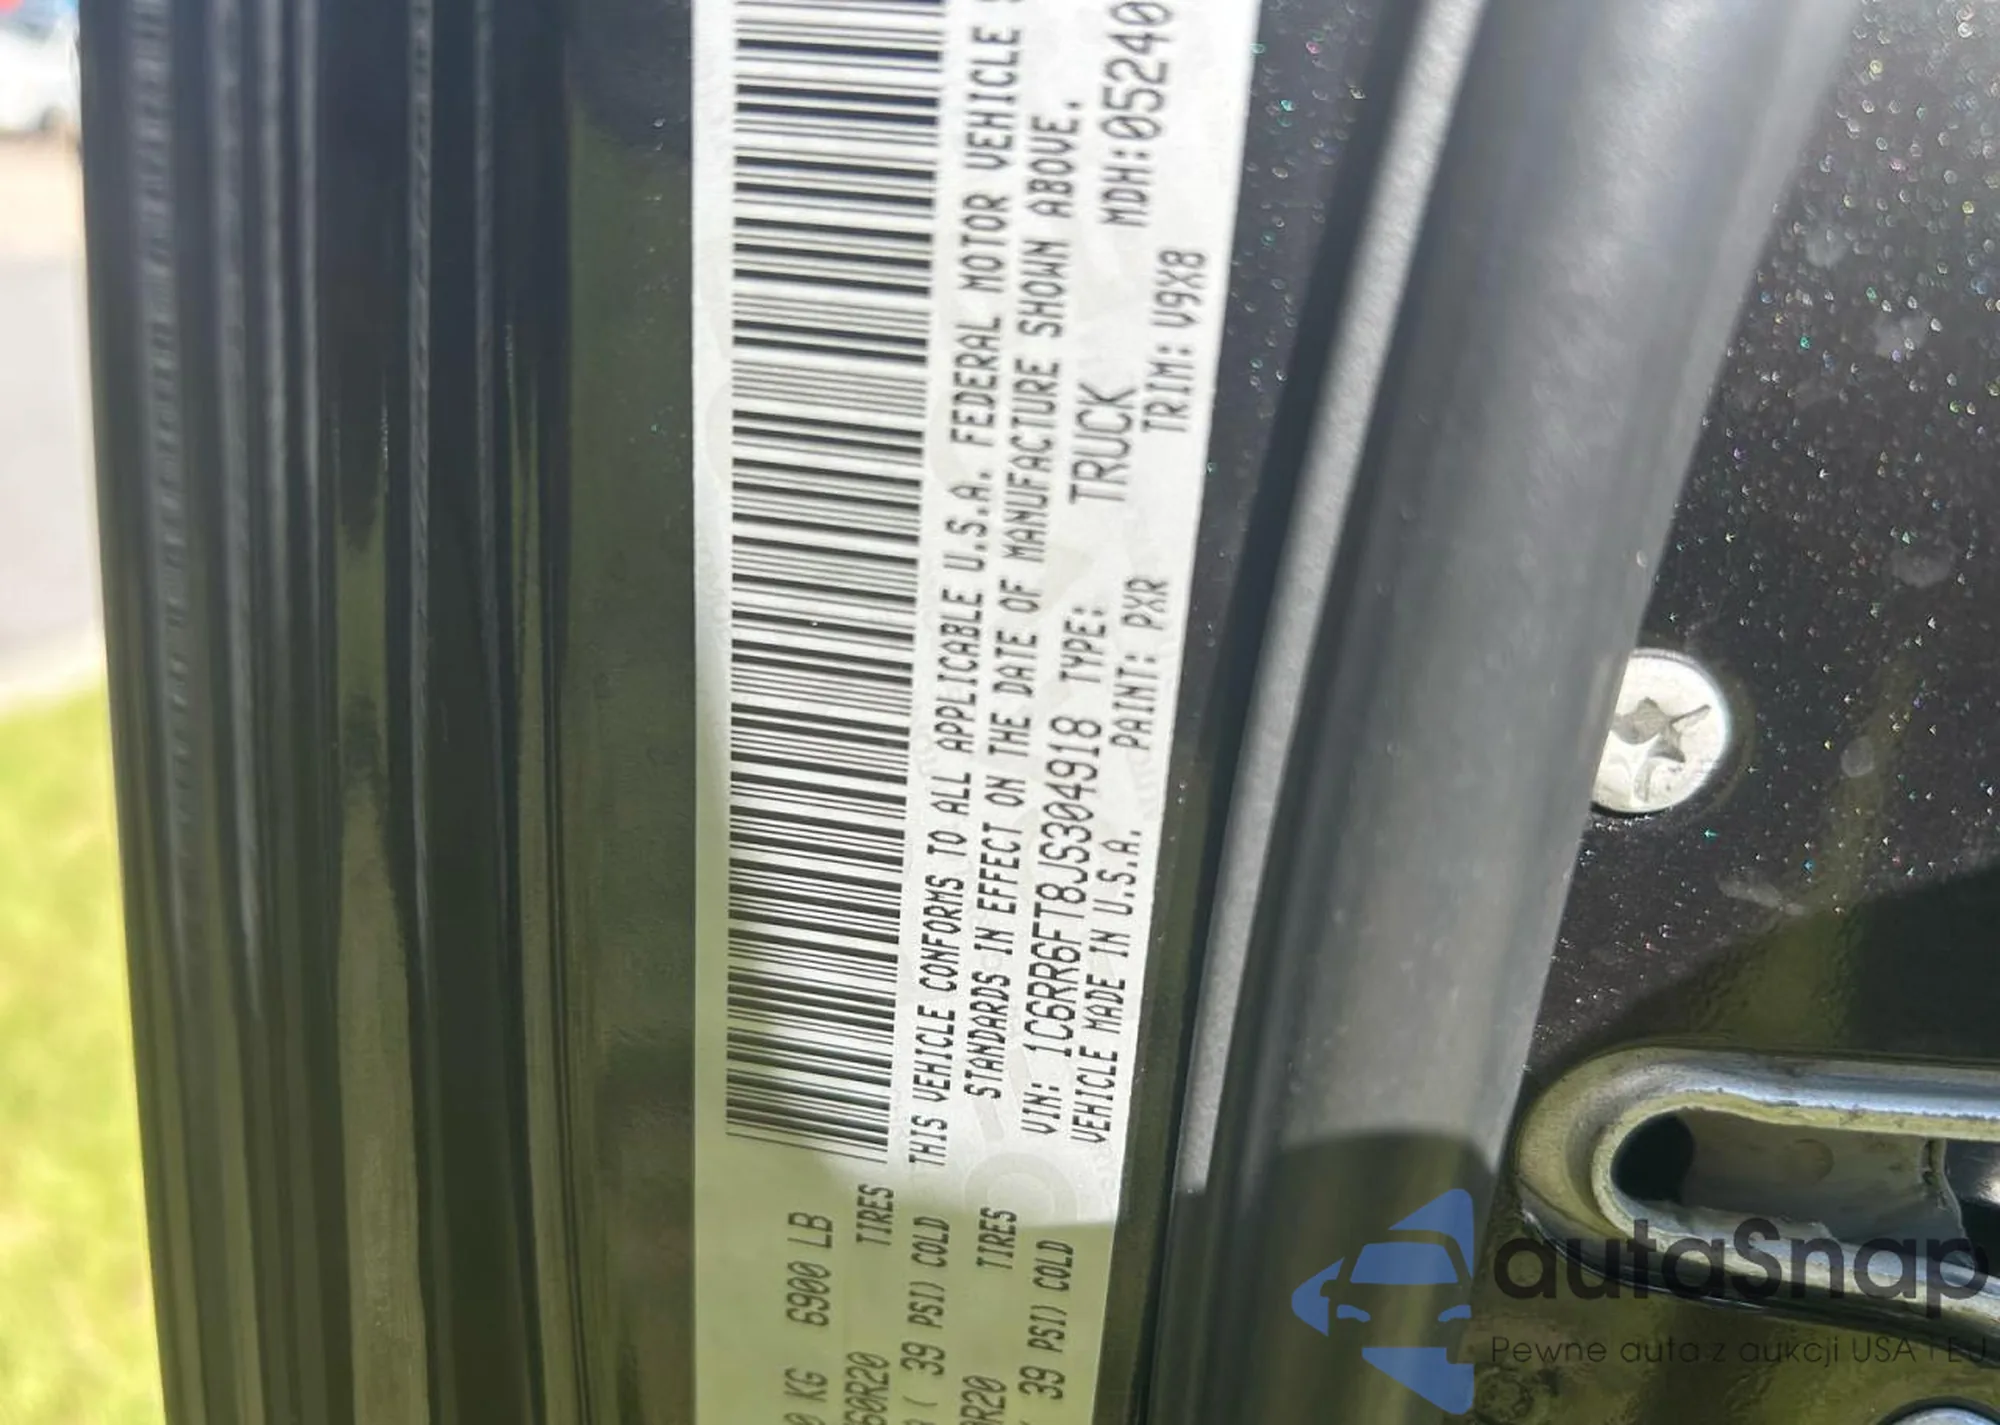 6900 LB
KG
TIRES
60R20
39 PSI) COLD
TIRES
R20
39 PSI) COLD
THIS VEHICLE CONFORMS TO ALL APPLICABLE U.S.A. FEDERAL MOTOR VEHICLE
STANDARDS IN EFFECT ON THE DATE OF MANUFACTURE SHOWN ABOVE.
VIN: 1C6RR6FT8JS304918 TYPE: TRUCK MDH:05240
VEHICLE MADE IN U.S.A. PAINT: PXR TRIM: V9X8
autaSnap
Pewne auta z aukcji USA i EU